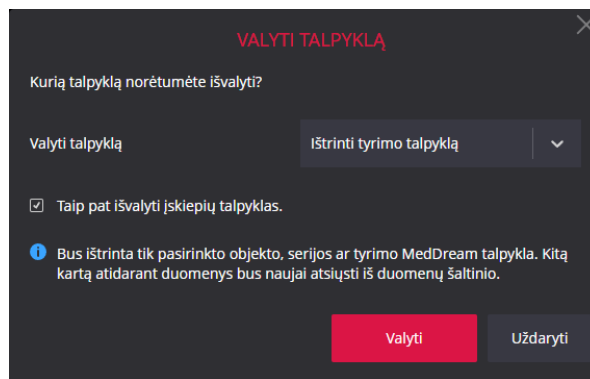 VALYTI TALPYKLĄ
Kurią talpyklą norėtumėte išvalyti?
Valyti talpyklą
Ištrinti tyrimo talpyklą
Taip pat išvalyti įskiepių talpyklas.
Bus ištrinta tik pasirinkto objekto, serijos ar tyrimo MedDream talpykla. Kitą
kartą atidarant duomenys bus naujai atsiųsti iš duomenų šaltinio.
Valyti
Uždaryti